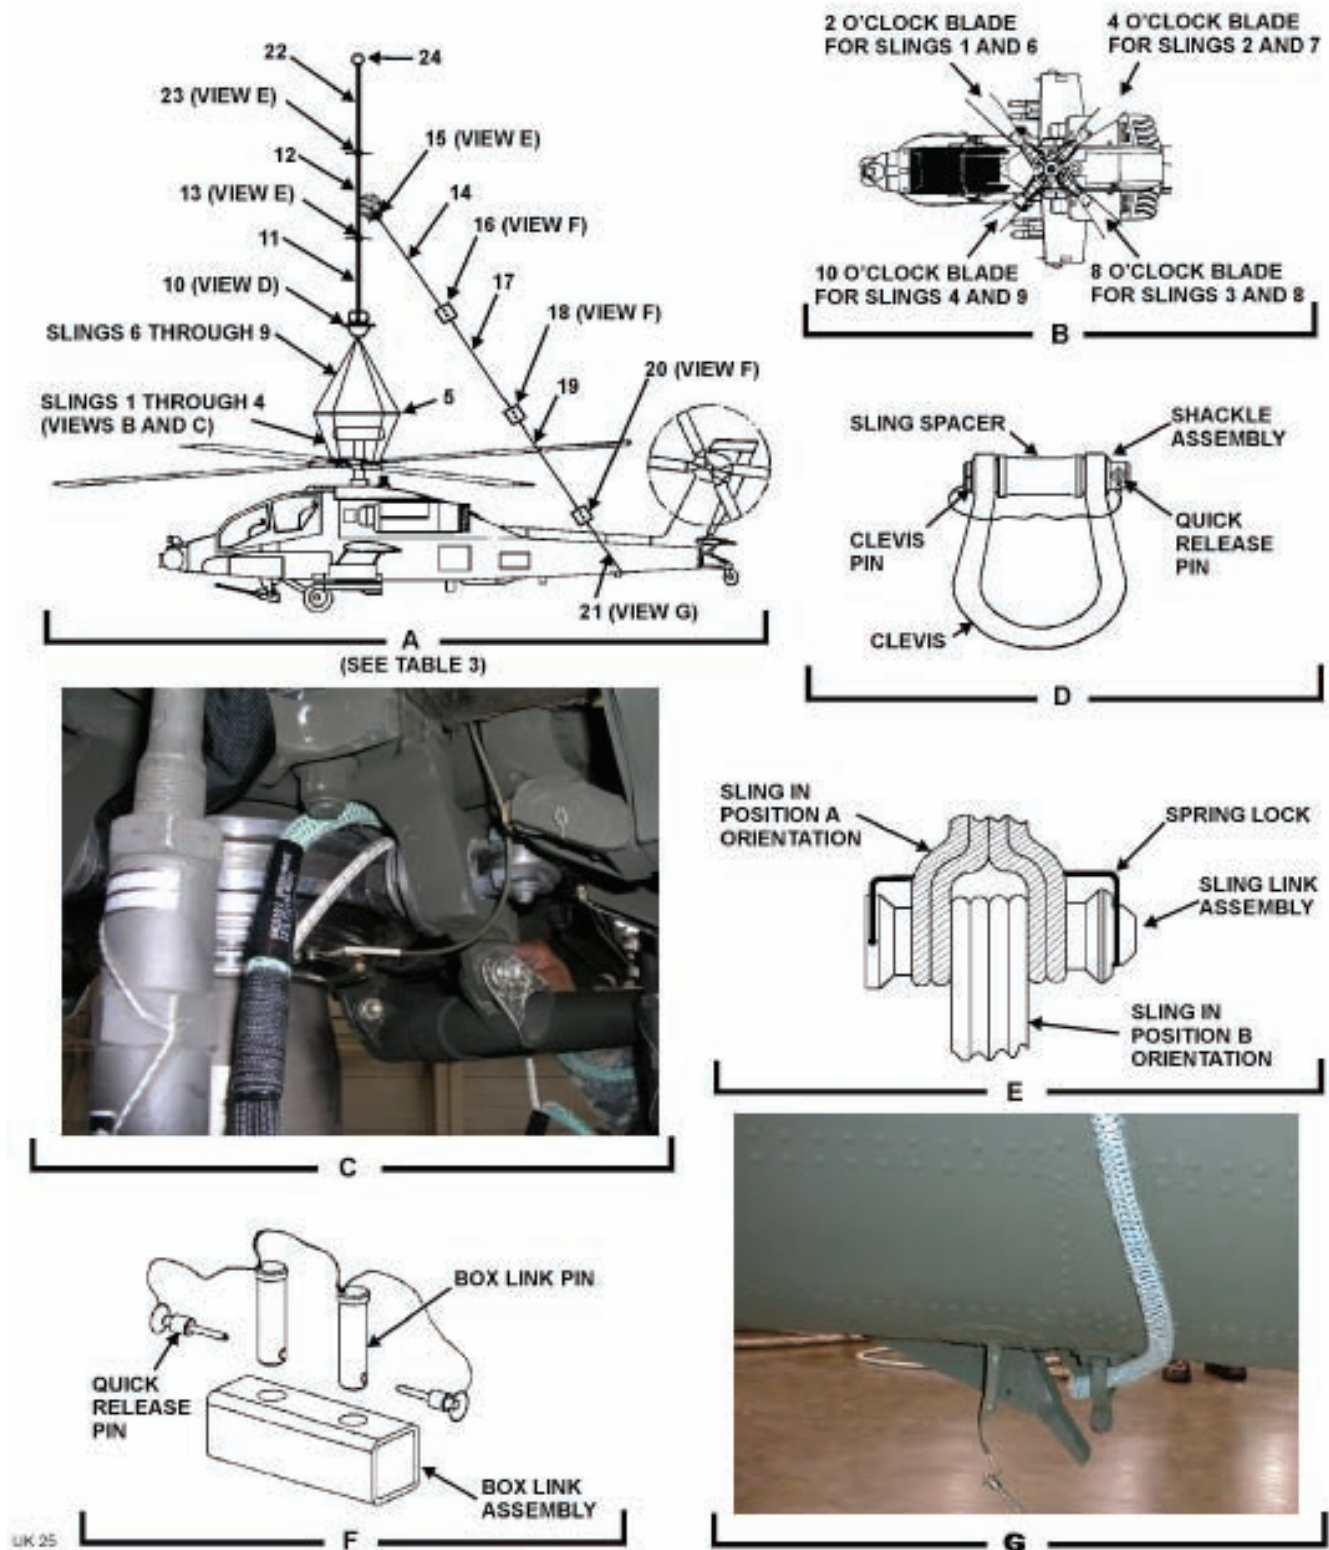 22
24
23 (VIEW E)
15 (VIEW E)
12
13 (VIEW E)
14
16 (VIEW F)
11
17
10 (VIEW D)
18 (VIEW F)
SLINGS 6 THROUGH 9
20 (VIEW F)
5
19
SLINGS 1 THROUGH 4
(VIEWS B AND C)
21 (VIEW G)
A
(SEE TABLE 3)
2 O'CLOCK BLADE
FOR SLINGS 1 AND 6
4 O'CLOCK BLADE
FOR SLINGS 2 AND 7
10 O'CLOCK BLADE
FOR SLINGS 4 AND 9
8 O'CLOCK BLADE
FOR SLINGS 3 AND 8
B
SLING SPACER
SHACKLE
ASSEMBLY
CLEVIS
PIN
QUICK
RELEASE
PIN
CLEVIS
D
C
SLING IN
POSITION A
ORIENTATION
SPRING LOCK
SLING LINK
ASSEMBLY
SLING IN
POSITION B
ORIENTATION
E
BOX LINK PIN
QUICK
RELEASE
PIN
BOX LINK
ASSEMBLY
F
G
UK 25